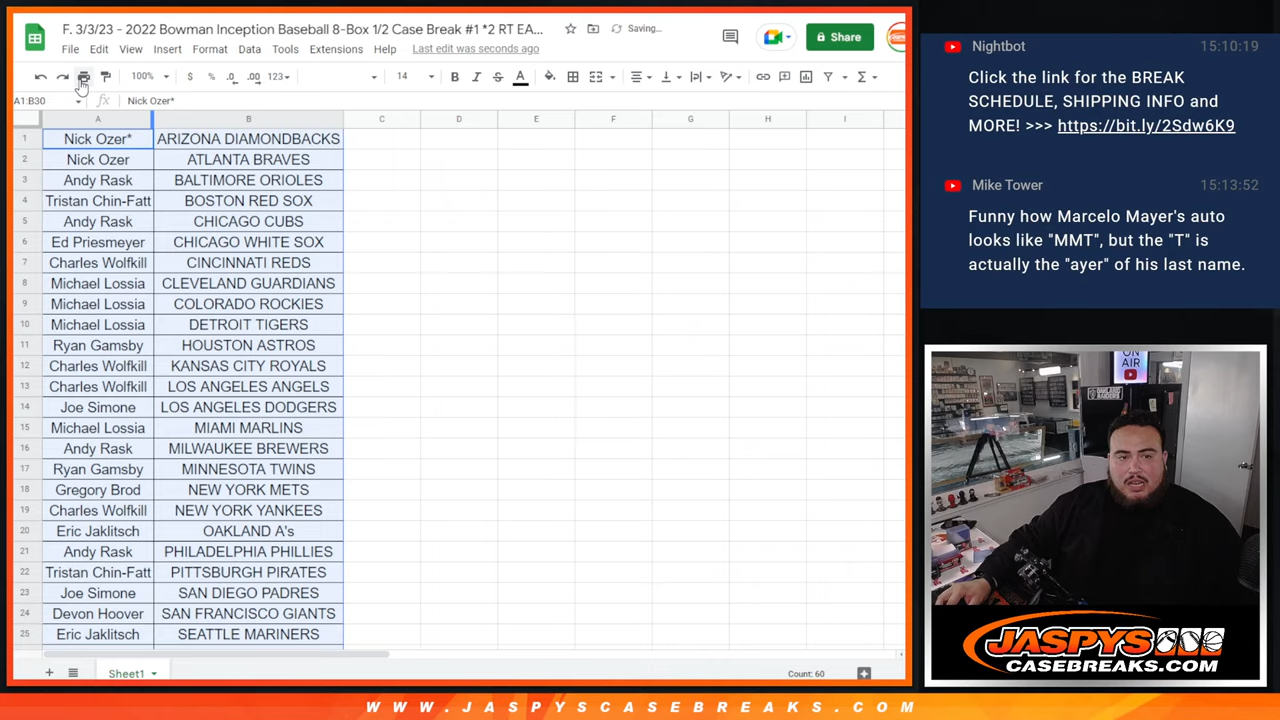 F. 3/3/23 - 2022 Bowman Inception Baseball 8-Box 1/2 Case Break #1 *2 RT EA...
Saving...
Share
File Edit View Insert Format Data Tools Extensions Help Last edit was seconds ago
100% $ % .0 .00 123 14 B I S A
A1:B30 fx Nick Ozer*
A B C D E F G H I
1 Nick Ozer* ARIZONA DIAMONDBACKS
2 Nick Ozer ATLANTA BRAVES
3 Andy Rask BALTIMORE ORIOLES
4 Tristan Chin-Fatt BOSTON RED SOX
5 Andy Rask CHICAGO CUBS
6 Ed Priesmeyer CHICAGO WHITE SOX
7 Charles Wolfkill CINCINNATI REDS
8 Michael Lossia CLEVELAND GUARDIANS
9 Michael Lossia COLORADO ROCKIES
10 Michael Lossia DETROIT TIGERS
11 Ryan Gamsby HOUSTON ASTROS
12 Charles Wolfkill KANSAS CITY ROYALS
13 Charles Wolfkill LOS ANGELES ANGELS
14 Joe Simone LOS ANGELES DODGERS
15 Michael Lossia MIAMI MARLINS
16 Andy Rask MILWAUKEE BREWERS
17 Ryan Gamsby MINNESOTA TWINS
18 Gregory Brod NEW YORK METS
19 Charles Wolfkill NEW YORK YANKEES
20 Eric Jaklitsch OAKLAND A's
21 Andy Rask PHILADELPHIA PHILLIES
22 Tristan Chin-Fatt PITTSBURGH PIRATES
23 Joe Simone SAN DIEGO PADRES
24 Devon Hoover SAN FRANCISCO GIANTS
25 Eric Jaklitsch SEATTLE MARINERS
Sheet1
Count: 60
Nightbot 15:10:19
Click the link for the BREAK
SCHEDULE, SHIPPING INFO and
MORE! >>> https://bit.ly/2Sdw6K9
Mike Tower 15:13:52
Funny how Marcelo Mayer's auto
looks like "MMT", but the "T" is
actually the "ayer" of his last name.
ON
AIR
OAKLAND
RAIDERS
JASPYS
CASEBREAKS.COM
WWW.JASPYSCASEBREAKS.COM